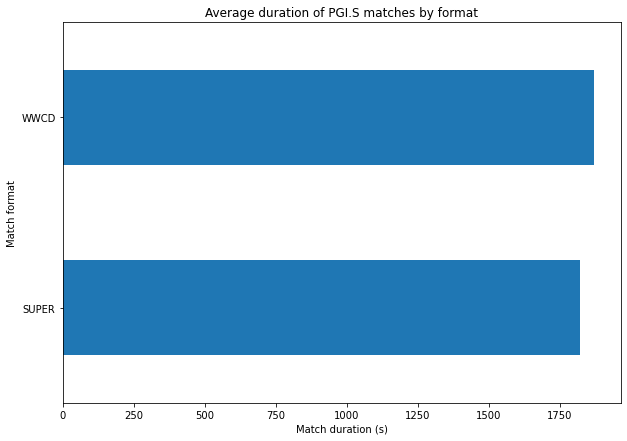 Average duration of PGI.S matches by format
Match format
WWCD
SUPER
0 250 500 750 1000 1250 1500 1750
Match duration (s)